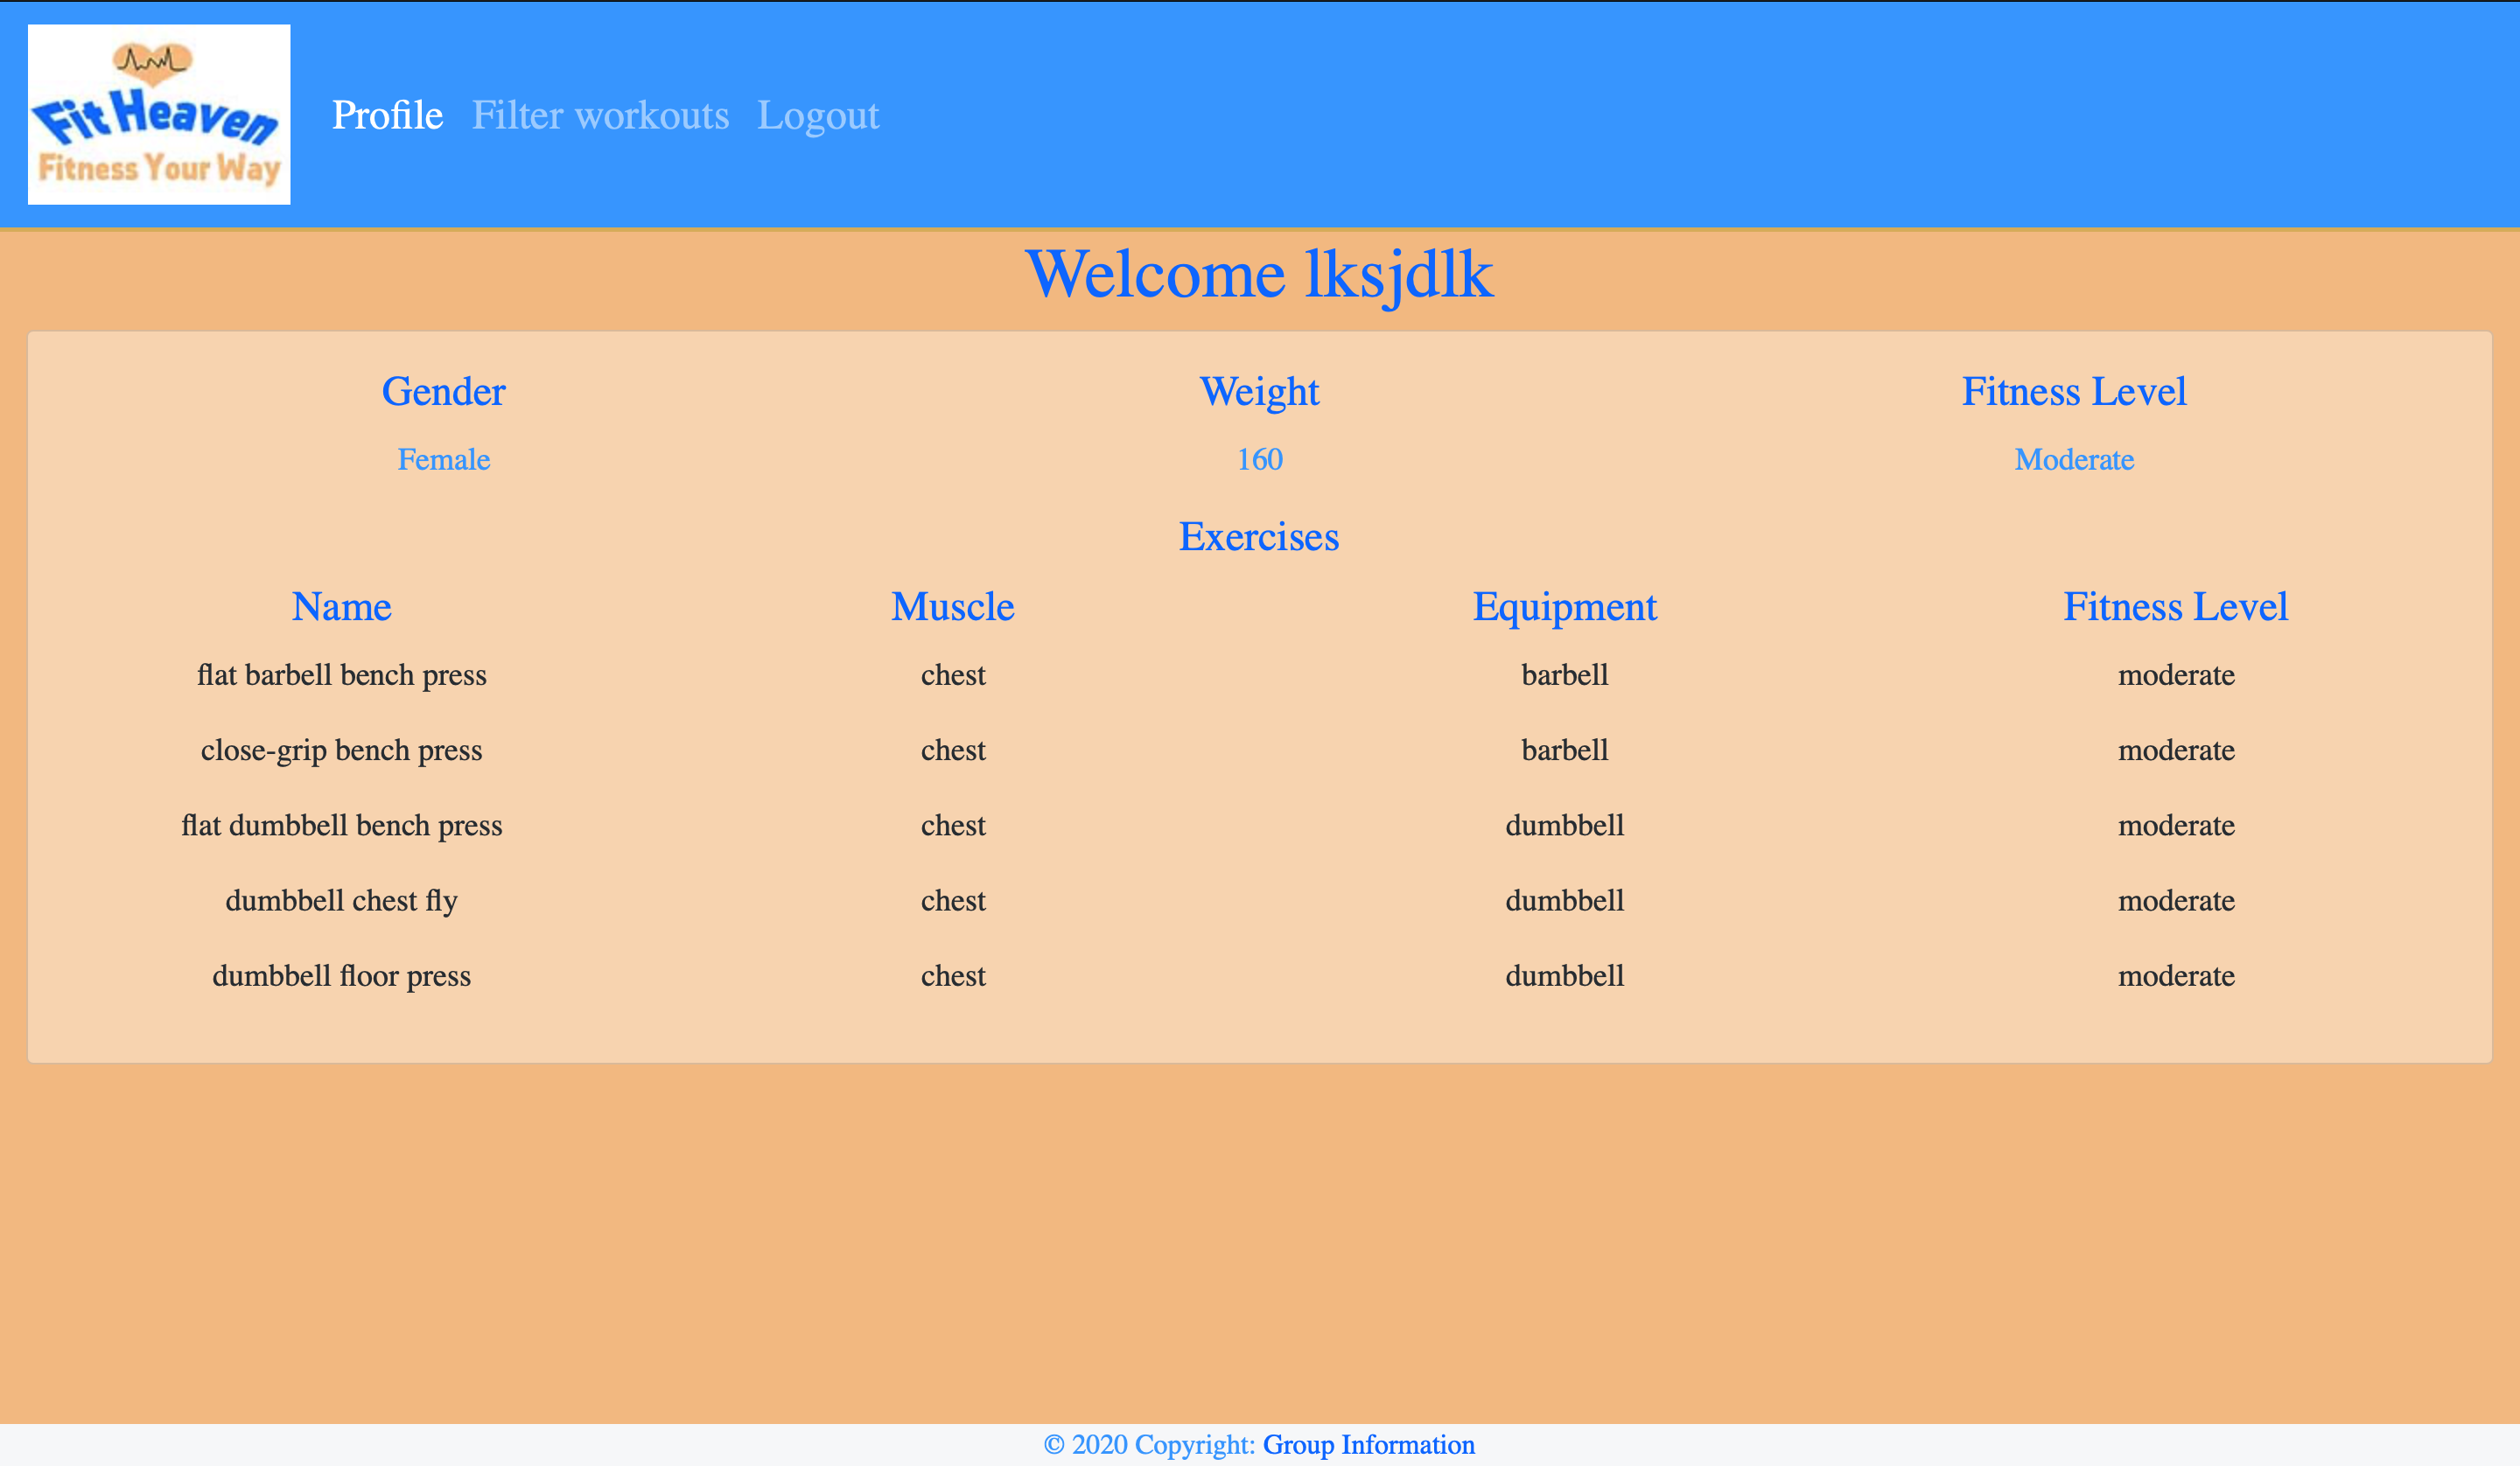 Fit Heaven
Fitness Your Way
Profile Filter workouts Logout
Welcome lksjdlk
Gender Weight Fitness Level
Female 160 Moderate
Exercises
Name Muscle Equipment Fitness Level
flat barbell bench press chest barbell moderate
close-grip bench press chest barbell moderate
flat dumbbell bench press chest dumbbell moderate
dumbbell chest fly chest dumbbell moderate
dumbbell floor press chest dumbbell moderate
© 2020 Copyright: Group Information